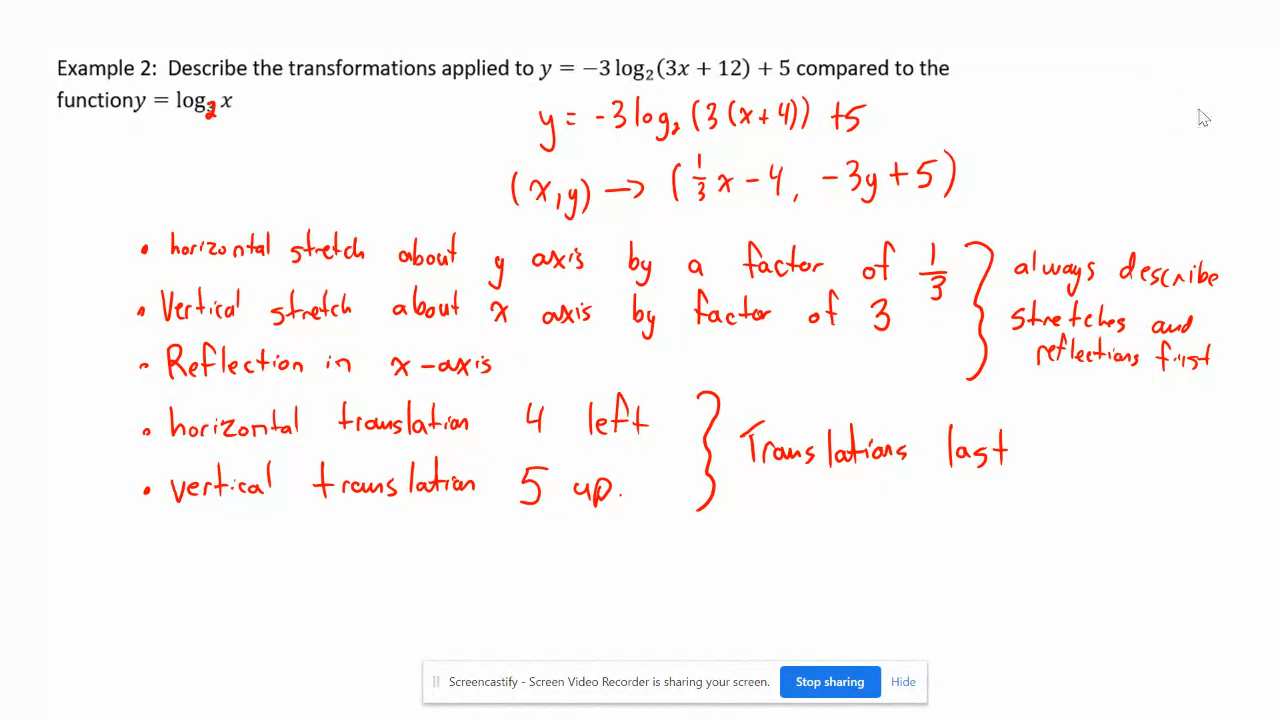 Example 2: Describe the transformations applied to y = −3 log₂(3x + 12) + 5 compared to the
functiony = log₂ x
y = -3 log₂ (3 (x + 4)) + 5
(x, y) → (1/3 x - 4, -3y + 5)
• horizontal stretch about y axis by a factor of 1/3
• Vertical stretch about x axis by factor of 3
• Reflection in x-axis
always describe
stretches and
reflections first
• horizontal translation 4 left
• vertical translation 5 up.
Translations last
Screencastify - Screen Video Recorder is sharing your screen. Stop sharing Hide